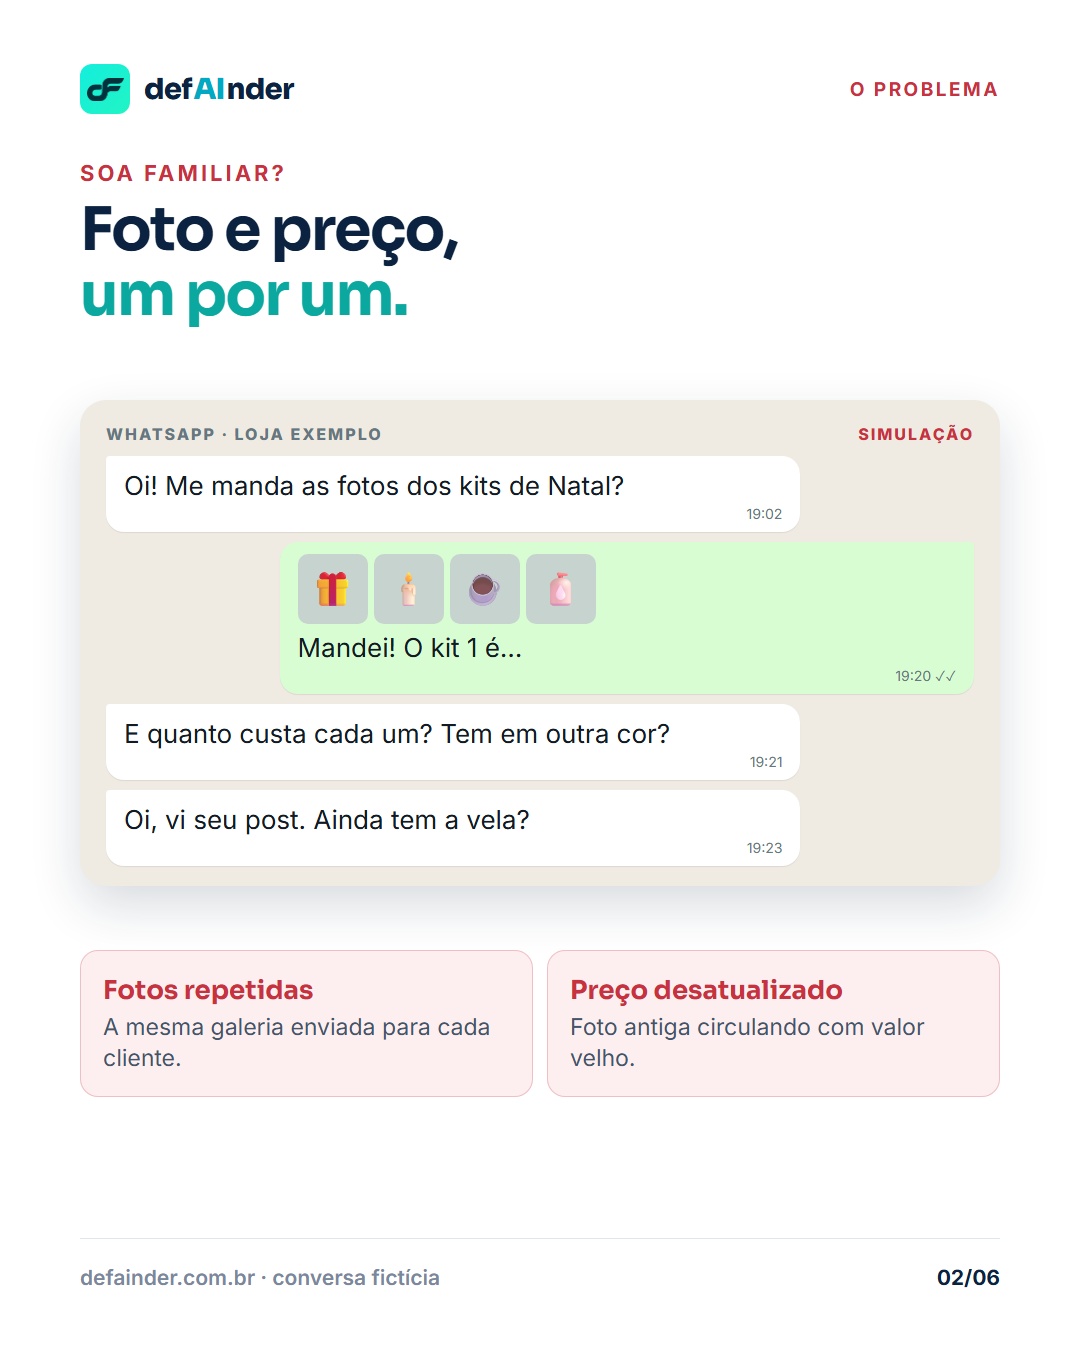 defAInder
O PROBLEMA
SOA FAMILIAR?
Foto e preço,
um por um.
WHATSAPP · LOJA EXEMPLO
SIMULAÇÃO
Oi! Me manda as fotos dos kits de Natal?
19:02
Mandei! O kit 1 é...
19:20 ✓✓
E quanto custa cada um? Tem em outra cor?
19:21
Oi, vi seu post. Ainda tem a vela?
19:23
Fotos repetidas
A mesma galeria enviada para cada
cliente.
Preço desatualizado
Foto antiga circulando com valor
velho.
defainder.com.br · conversa fictícia
02/06